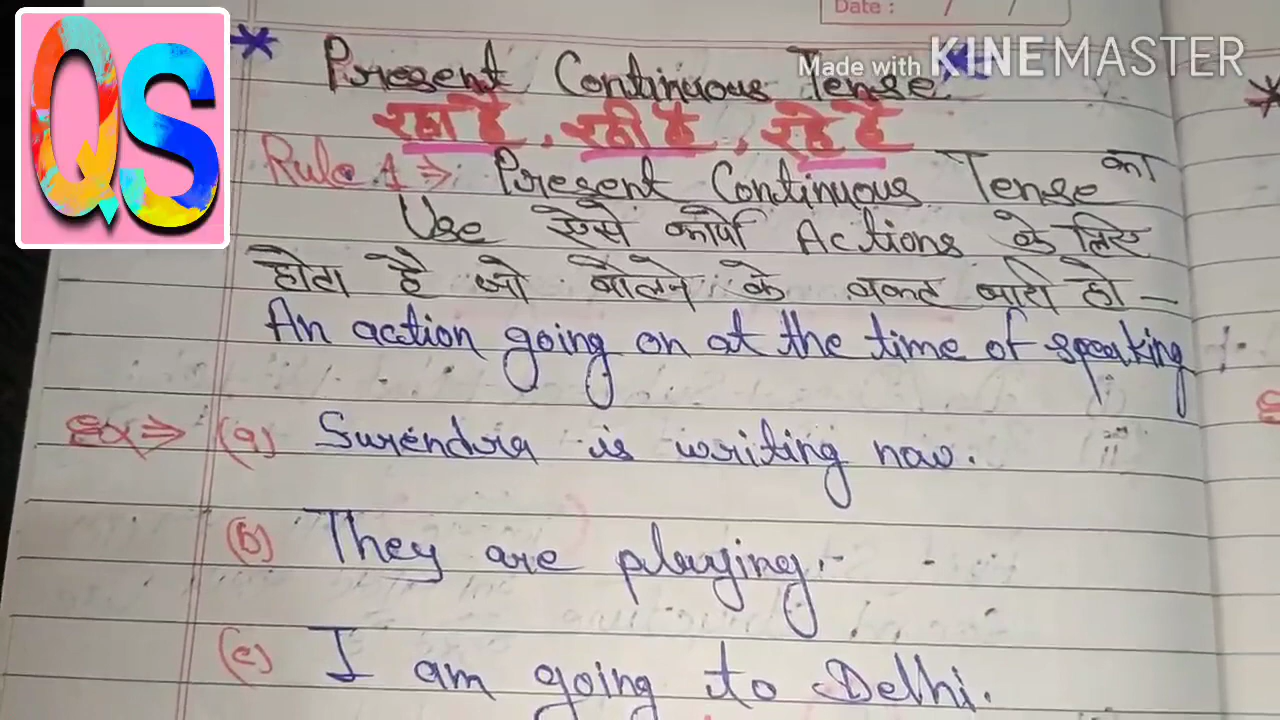 Date : / /
QS
Made with KINEMASTER
* Present Continuous Tense *
रहा है, रही है, रहे है
Rule 1 ⇒ Present Continuous Tense का
Use ऐसे कार्यो Actions के लिए
होता है जो बोलने के वक्त जारी हो —
An action going on at the time of speaking
Ex ⇒ (a) Surendra is writing now.
(b) They are playing.
(c) I am going to Delhi.